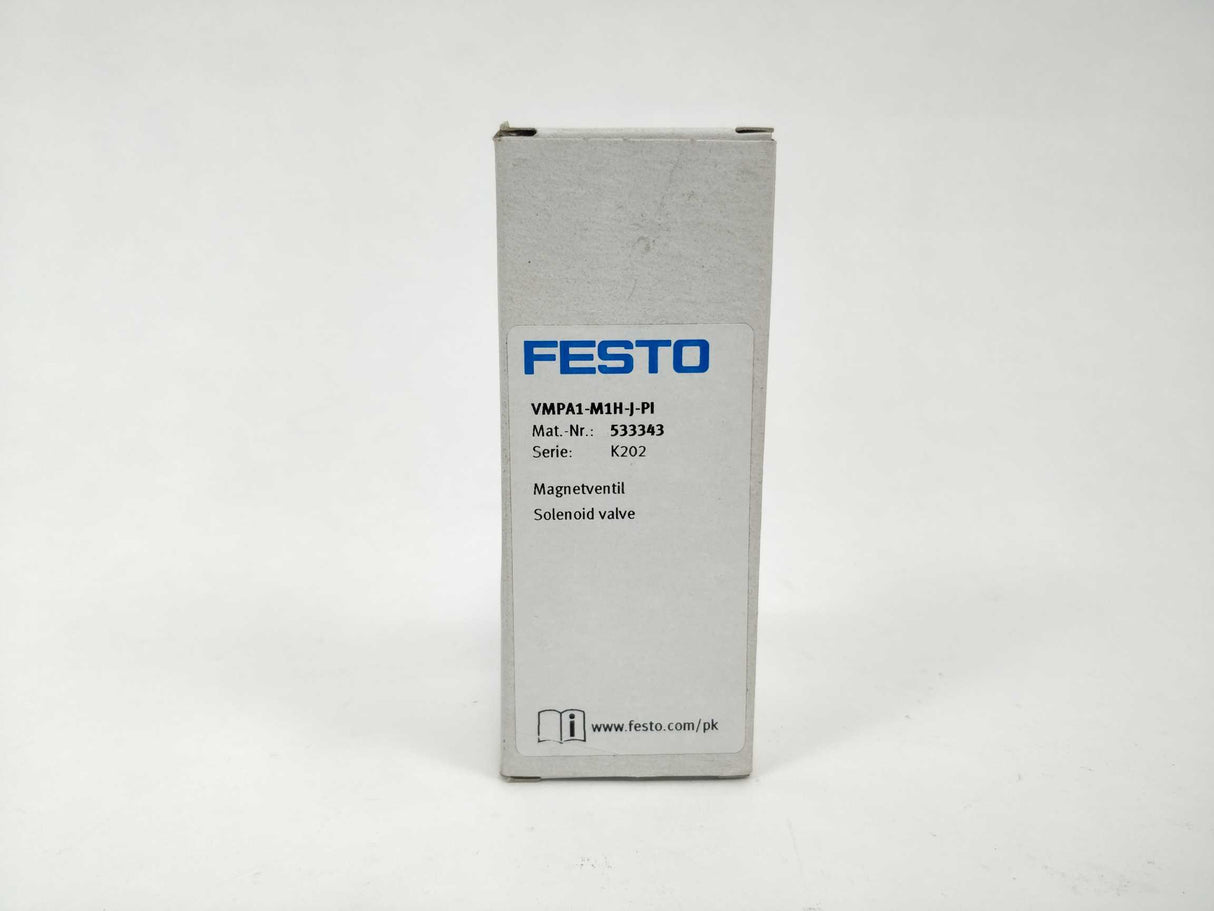 FESTO
VMPA1-M1H-J-PI
Mat.-Nr.: 533343
Serie: K202
Magnetventil
Solenoid valve
i www.festo.com/pk